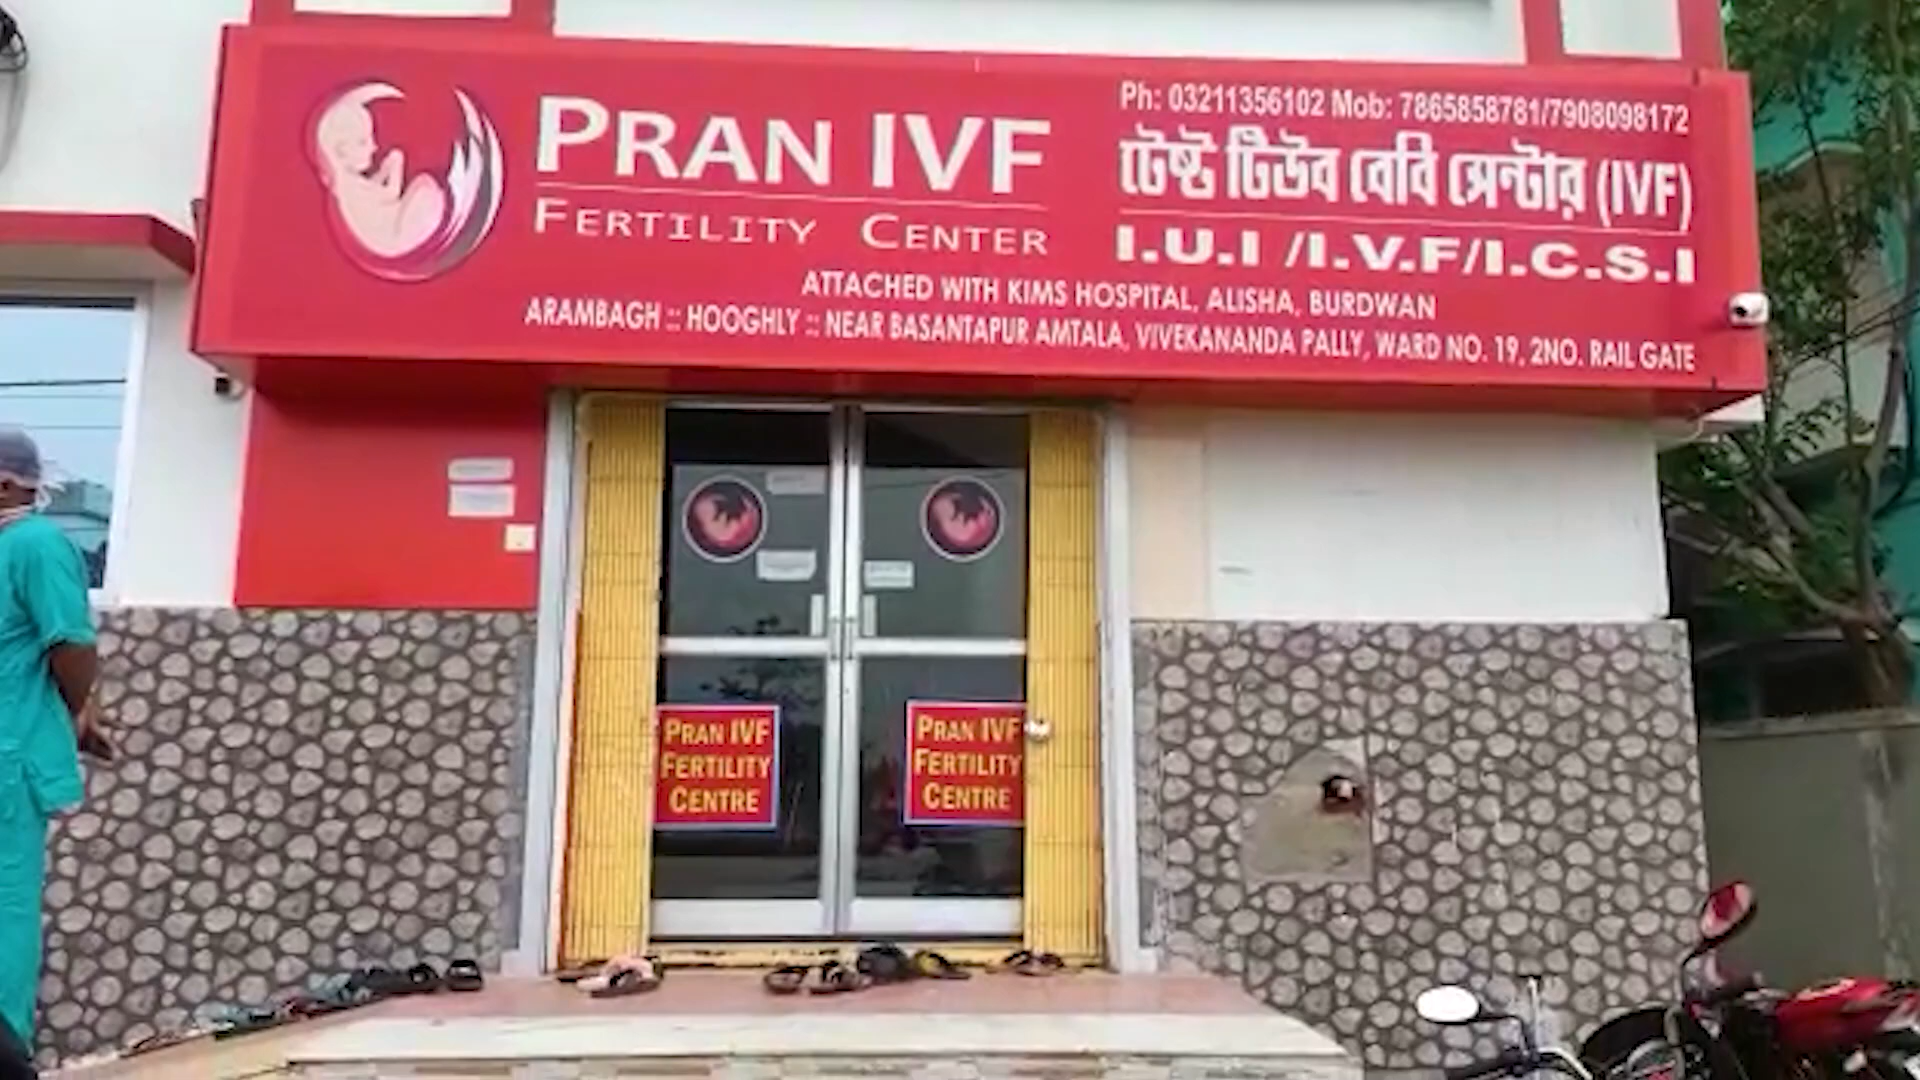 PRAN IVF
FERTILITY CENTER
Ph: 03211356102 Mob: 7865858781/7908098172
টেষ্ট টিউব বেবি সেন্টার (IVF)
I.U.I /I.V.F/I.C.S.I
ATTACHED WITH KIMS HOSPITAL, ALISHA, BURDWAN
ARAMBAGH :: HOOGHLY :: NEAR BASANTAPUR AMTALA, VIVEKANANDA PALLY, WARD NO. 19, 2NO. RAIL GATE
PRAN IVF
FERTILITY
CENTRE
PRAN IVF
FERTILITY
CENTRE